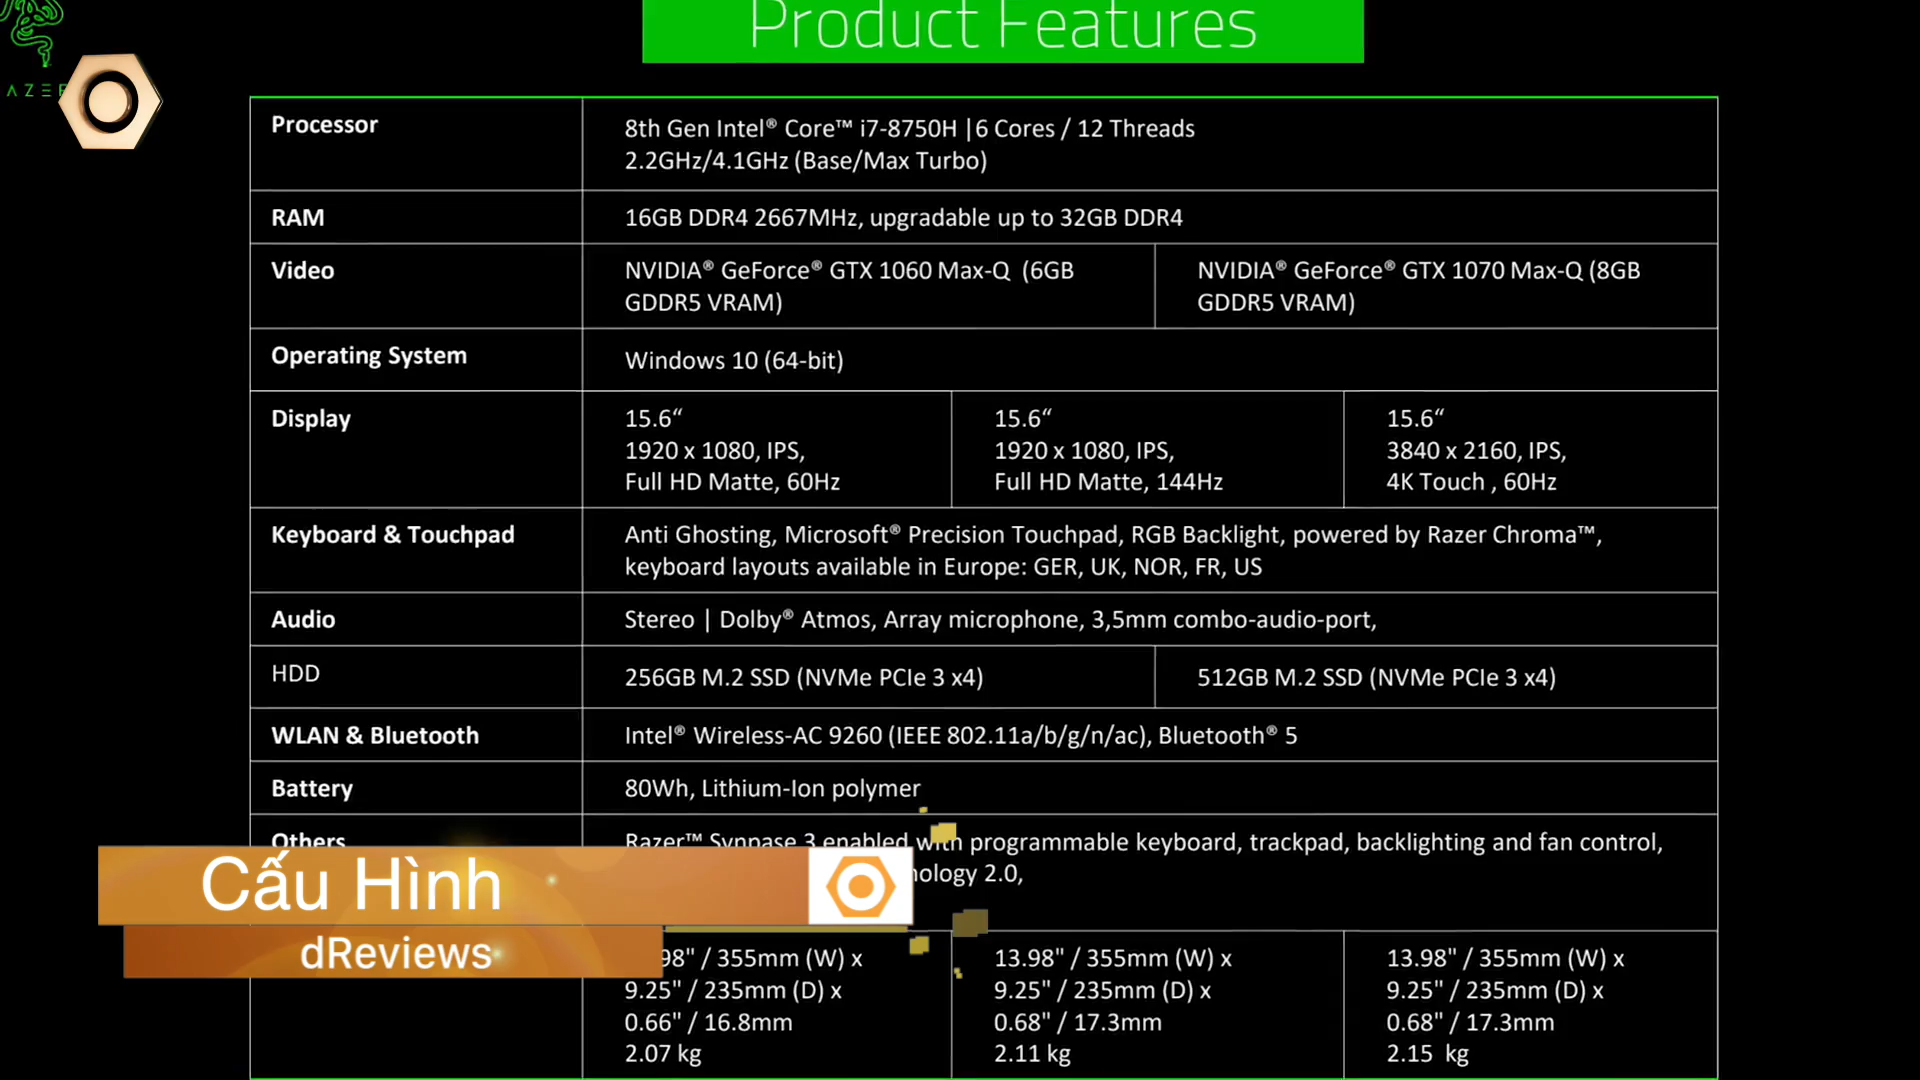 Product Features
AZER
Processor
8th Gen Intel® Core™ i7-8750H |6 Cores / 12 Threads
2.2GHz/4.1GHz (Base/Max Turbo)
RAM
16GB DDR4 2667MHz, upgradable up to 32GB DDR4
Video
NVIDIA® GeForce® GTX 1060 Max-Q (6GB
GDDR5 VRAM)
NVIDIA® GeForce® GTX 1070 Max-Q (8GB
GDDR5 VRAM)
Operating System
Windows 10 (64-bit)
Display
15.6“
1920 x 1080, IPS,
Full HD Matte, 60Hz
15.6“
1920 x 1080, IPS,
Full HD Matte, 144Hz
15.6“
3840 x 2160, IPS,
4K Touch , 60Hz
Keyboard & Touchpad
Anti Ghosting, Microsoft® Precision Touchpad, RGB Backlight, powered by Razer Chroma™,
keyboard layouts available in Europe: GER, UK, NOR, FR, US
Audio
Stereo | Dolby® Atmos, Array microphone, 3,5mm combo-audio-port,
HDD
256GB M.2 SSD (NVMe PCIe 3 x4)
512GB M.2 SSD (NVMe PCIe 3 x4)
WLAN & Bluetooth
Intel® Wireless-AC 9260 (IEEE 802.11a/b/g/n/ac), Bluetooth® 5
Battery
80Wh, Lithium-Ion polymer
Others
Razer™ Synpase 3 enabled with programmable keyboard, trackpad, backlighting and fan control,
2.0,
Cấu Hình
dReviews
98" / 355mm (W) x
9.25" / 235mm (D) x
0.66" / 16.8mm
2.07 kg
13.98" / 355mm (W) x
9.25" / 235mm (D) x
0.68" / 17.3mm
2.11 kg
13.98" / 355mm (W) x
9.25" / 235mm (D) x
0.68" / 17.3mm
2.15 kg